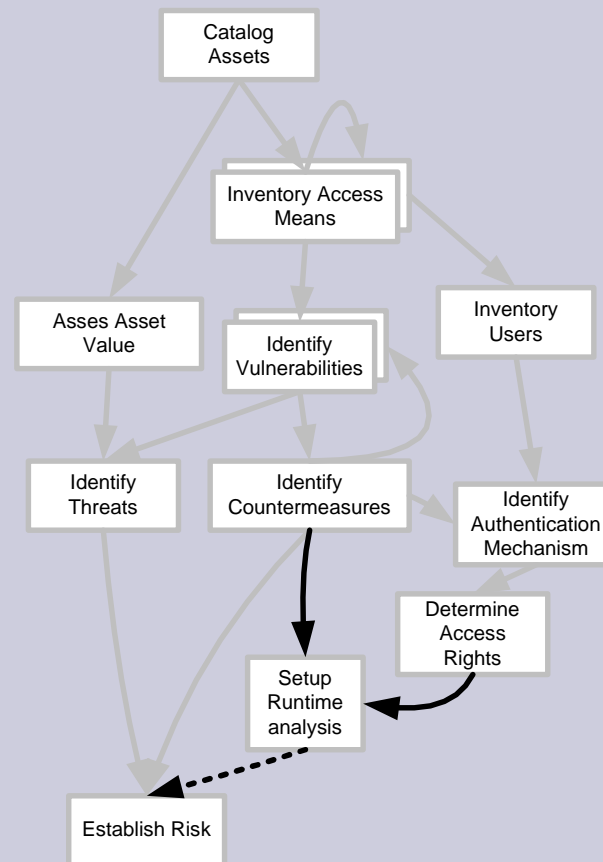 Catalog
Assets
Inventory Access
Means
Asses Asset
Value
Identify
Vulnerabilities
Inventory
Users
Identify
Threats
Identify
Countermeasures
Identify
Authentication
Mechanism
Determine
Access
Rights
Setup
Runtime
analysis
Establish Risk